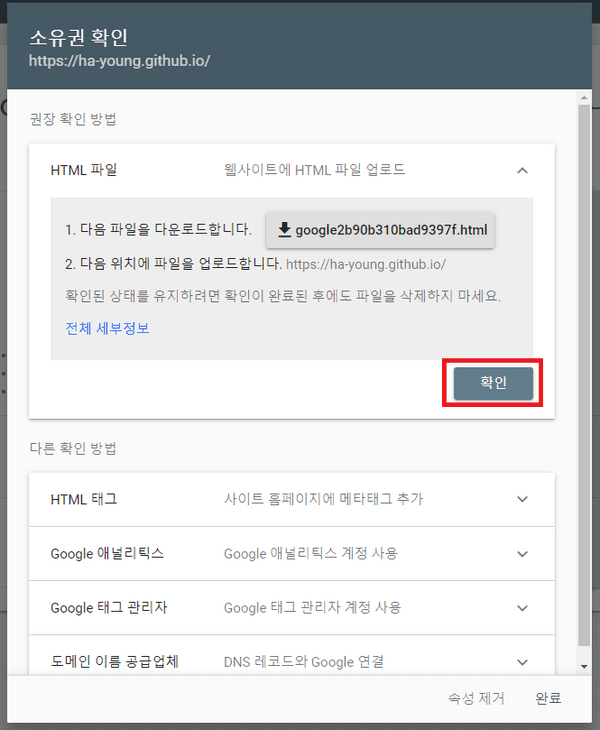 소유권 확인
https://ha-young.github.io/
권장 확인 방법
HTML 파일 웹사이트에 HTML 파일 업로드
1. 다음 파일을 다운로드합니다. google2b90b310bad9397f.html
2. 다음 위치에 파일을 업로드합니다. https://ha-young.github.io/
확인된 상태를 유지하려면 확인이 완료된 후에도 파일을 삭제하지 마세요.
전체 세부정보
확인
다른 확인 방법
HTML 태그 사이트 홈페이지에 메타태그 추가
Google 애널리틱스 Google 애널리틱스 계정 사용
Google 태그 관리자 Google 태그 관리자 계정 사용
도메인 이름 공급업체 DNS 레코드와 Google 연결
속성 제거 완료